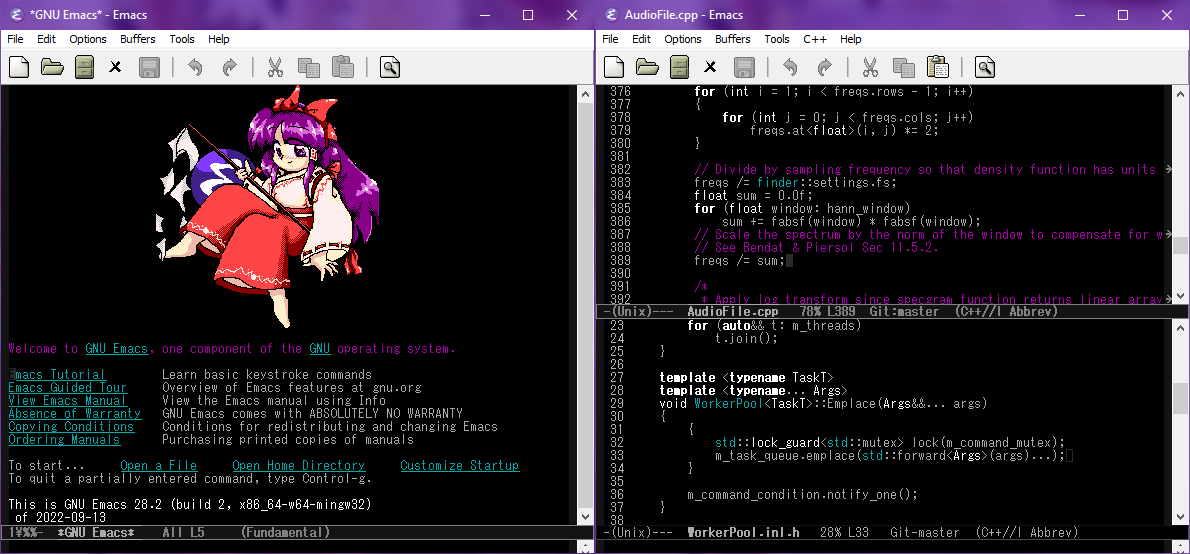 *GNU Emacs* - Emacs
File Edit Options Buffers Tools Help
Welcome to GNU Emacs, one component of the GNU operating system.
Emacs Tutorial Learn basic keystroke commands
Emacs Guided Tour Overview of Emacs features at gnu.org
View Emacs Manual View the Emacs manual using Info
Absence of Warranty GNU Emacs comes with ABSOLUTELY NO WARRANTY
Copying Conditions Conditions for redistributing and changing Emacs
Ordering Manuals Purchasing printed copies of manuals
To start... Open a File Open Home Directory Customize Startup
To quit a partially entered command, type Control-g.
This is GNU Emacs 28.2 (build 2, x86_64-w64-mingw32)
of 2022-09-13
1\%%- *GNU Emacs* All L5 (Fundamental)
AudioFile.cpp - Emacs
File Edit Options Buffers Tools C++ Help
376 for (int i = 1; i < freqs.rows - 1; i++)
377 {
378 for (int j = 0; j < freqs.cols; j++)
379 freqs.at<float>(i, j) *= 2;
380 }
381
382 // Divide by sampling frequency so that density function has units
383 freqs /= finder::settings.fs;
384 float sum = 0.0f;
385 for (float window: hann_window)
386 sum += fabsf(window) * fabsf(window);
387 // Scale the spectrum by the norm of the window to compensate for w
388 // See Bendat & Piersol Sec 11.5.2.
389 freqs /= sum;
390
391 /*
392 * Apply log transform since specgram function returns linear array
-(Unix)--- AudioFile.cpp 78% L389 Git:master (C++//l Abbrev)
23 for (auto&& t: m_threads)
24 t.join();
25 }
26
27 template <typename TaskT>
28 template <typename... Args>
29 void WorkerPool<TaskT>::Emplace(Args&&... args)
30 {
31 {
32 std::lock_guard<std::mutex> lock(m_command_mutex);
33 m_task_queue.emplace(std::forward<Args>(args)...);
34 }
35
36 m_command_condition.notify_one();
37 }
38
-(Unix)--- WorkerPool.inl.h 28% L33 Git-master (C++//l Abbrev)